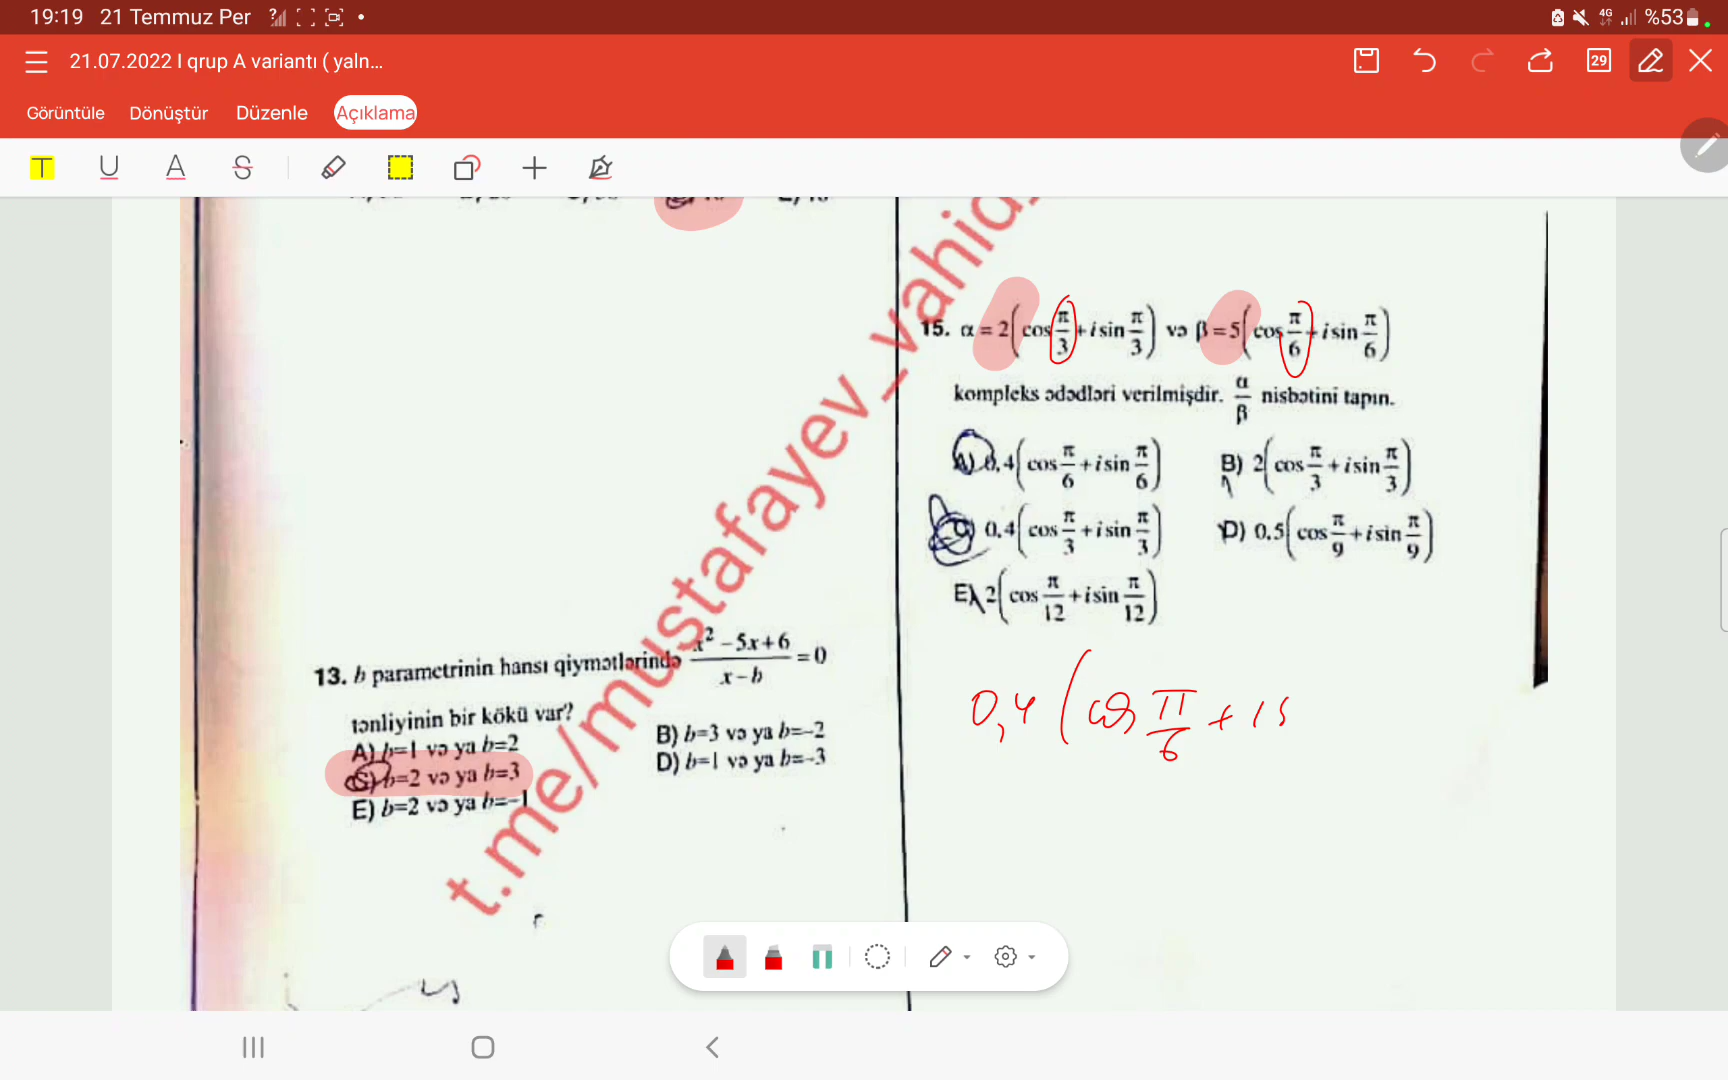 19:19 21 Temmuz Per
4G %53
21.07.2022 I qrup A variantı ( yaln...
29
Görüntüle Dönüştür Düzenle Açıklama
T U A S
t.me/mustafayev_vahid
13. b parametrinin hansı qiymətlərində (x² - 5x + 6)/(x - b) = 0
tənliyinin bir kökü var?
A) b=1 və ya b=2
B) b=3 və ya b=-2
C) b=2 və ya b=3
D) b=1 və ya b=-3
E) b=2 və ya b=-1
15. α = 2(cos π/3 + i sin π/3) və β = 5(cos π/6 + i sin π/6)
kompleks ədədləri verilmişdir. α/β nisbətini tapın.
A) 0,4(cos π/6 + i sin π/6) B) 2(cos π/3 + i sin π/3)
C) 0,4(cos π/3 + i sin π/3) D) 0.5(cos π/9 + i sin π/9)
E) 2(cos π/12 + i sin π/12)
0,4 (cos π/6 + i s